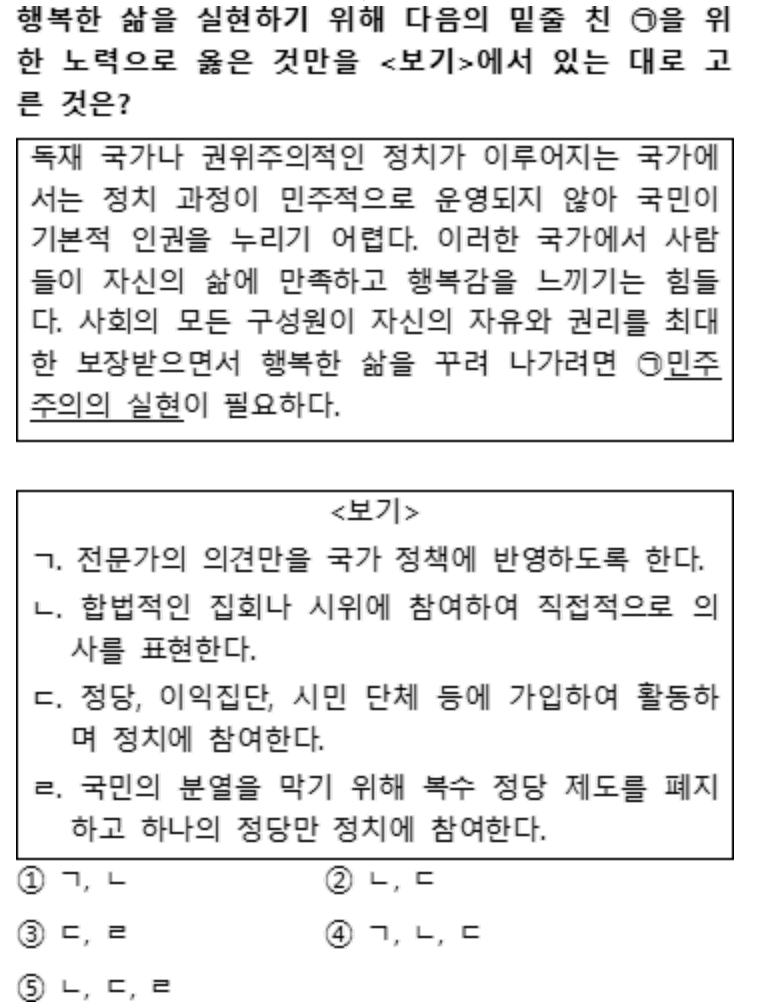 행복한 삶을 실현하기 위해 다음의 밑줄 친 ㉠을 위
한 노력으로 옳은 것만을 <보기>에서 있는 대로 고
른 것은?
독재 국가나 권위주의적인 정치가 이루어지는 국가에
서는 정치 과정이 민주적으로 운영되지 않아 국민이
기본적 인권을 누리기 어렵다. 이러한 국가에서 사람
들이 자신의 삶에 만족하고 행복감을 느끼기는 힘들
다. 사회의 모든 구성원이 자신의 자유와 권리를 최대
한 보장받으면서 행복한 삶을 꾸려 나가려면 ㉠민주
주의의 실현이 필요하다.
<보기>
ㄱ. 전문가의 의견만을 국가 정책에 반영하도록 한다.
ㄴ. 합법적인 집회나 시위에 참여하여 직접적으로 의
사를 표현한다.
ㄷ. 정당, 이익집단, 시민 단체 등에 가입하여 활동하
며 정치에 참여한다.
ㄹ. 국민의 분열을 막기 위해 복수 정당 제도를 폐지
하고 하나의 정당만 정치에 참여한다.
① ㄱ, ㄴ ② ㄴ, ㄷ
③ ㄷ, ㄹ ④ ㄱ, ㄴ, ㄷ
⑤ ㄴ, ㄷ, ㄹ